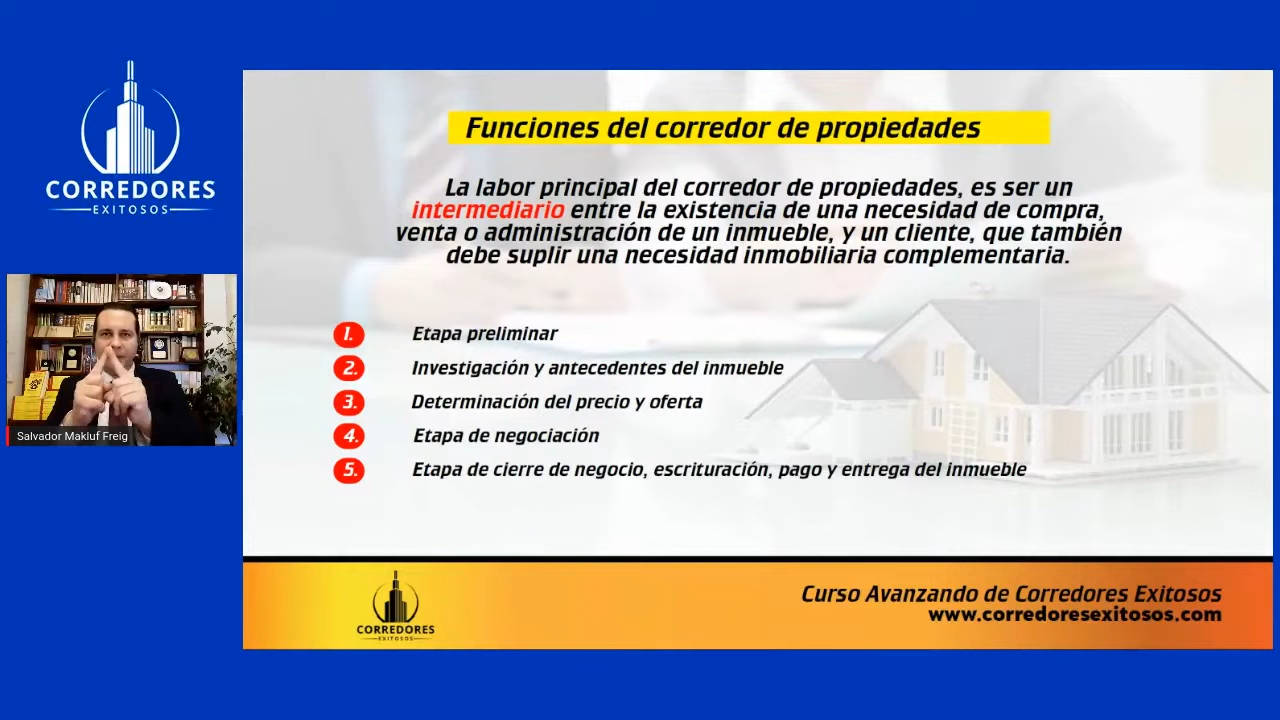 CORREDORES
EXITOSOS
Salvador Makluf Freig
Funciones del corredor de propiedades
La labor principal del corredor de propiedades, es ser un
intermediario entre la existencia de una necesidad de compra,
venta o administración de un inmueble, y un cliente, que también
debe suplir una necesidad inmobiliaria complementaria.
1. Etapa preliminar
2. Investigación y antecedentes del inmueble
3. Determinación del precio y oferta
4. Etapa de negociación
5. Etapa de cierre de negocio, escrituración, pago y entrega del inmueble
CORREDORES
EXITOSOS
Curso Avanzando de Corredores Exitosos
www.corredoresexitosos.com